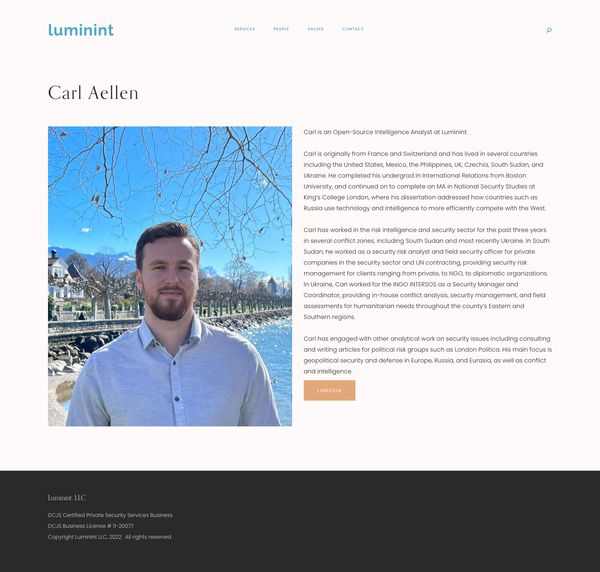 luminint
SERVICES PEOPLE VALUES CONTACT
Carl Aellen
Carl is an Open-Source Intelligence Analyst at Luminint.
Carl is originally from France and Switzerland and has lived in several countries
including the United States, Mexico, the Philippines, UK, Czechia, South Sudan, and
Ukraine. He completed his undergrad in International Relations from Boston
University, and continued on to complete an MA in National Security Studies at
King's College London, where his dissertation addressed how countries such as
Russia use technology and intelligence to more efficiently compete with the West.
Carl has worked in the risk intelligence and security sector for the past three years
in several conflict zones, including South Sudan and most recently Ukraine. In South
Sudan, he worked as a security risk analyst and field security officer for private
companies in the security sector and UN contracting, providing security risk
management for clients ranging from private, to NGO, to diplomatic organizations.
In Ukraine, Carl worked for the INGO INTERSOS as a Security Manager and
Coordinator, providing in-house conflict analysis, security management, and field
assessments for humanitarian needs throughout the county's Eastern and
Southern regions.
Carl has engaged with other analytical work on security issues including consulting
and writing articles for political risk groups such as London Politica. His main focus is
geopolitical security and defense in Europe, Russia, and Eurasia, as well as conflict
and intelligence.
LINKEDIN
Luminint, LLC
DCJS Certified Private Security Services Business
DCJS Business License # 11-20077
Copyright Luminint LLC, 2022. All rights reserved.